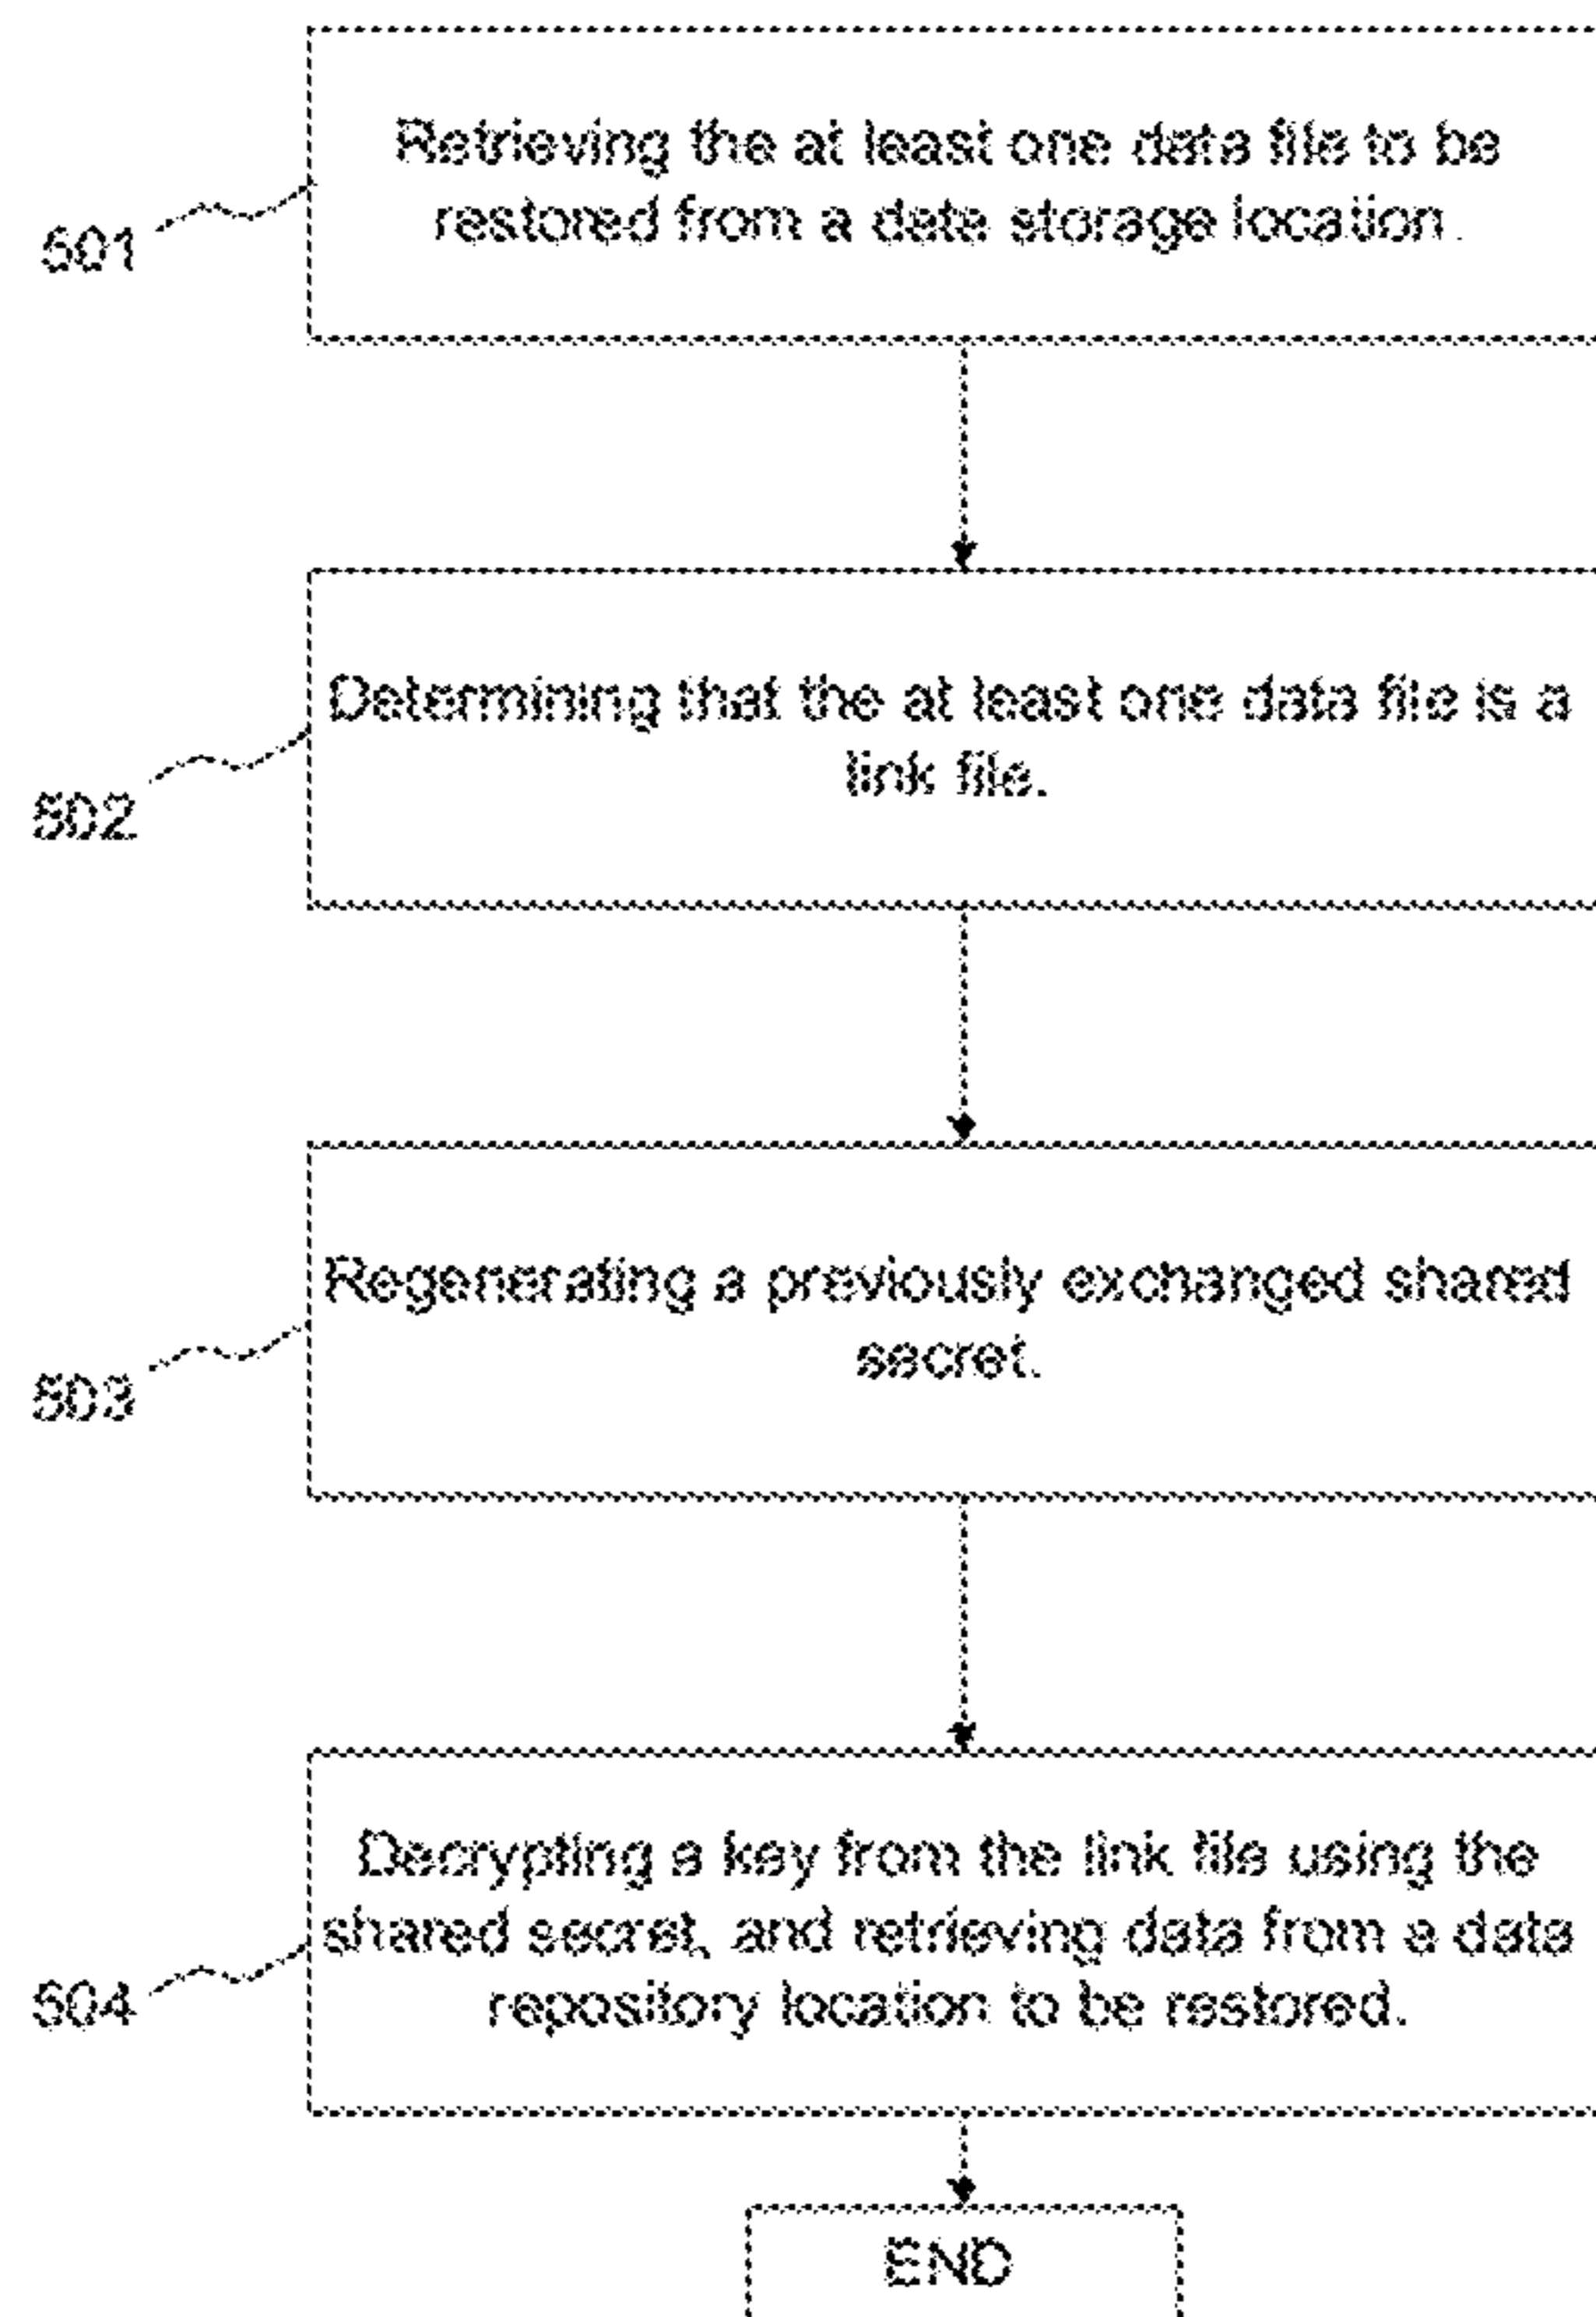 Retrieving the at least one data file to be
restored from a data storage location.
501
Determining that the at least one data file is a
link file.
502
Regenerating a previously exchanged shared
secret.
503
Decrypting a key from the link file using the
shared secret, and retrieving data from a data
repository location to be restored.
504
END